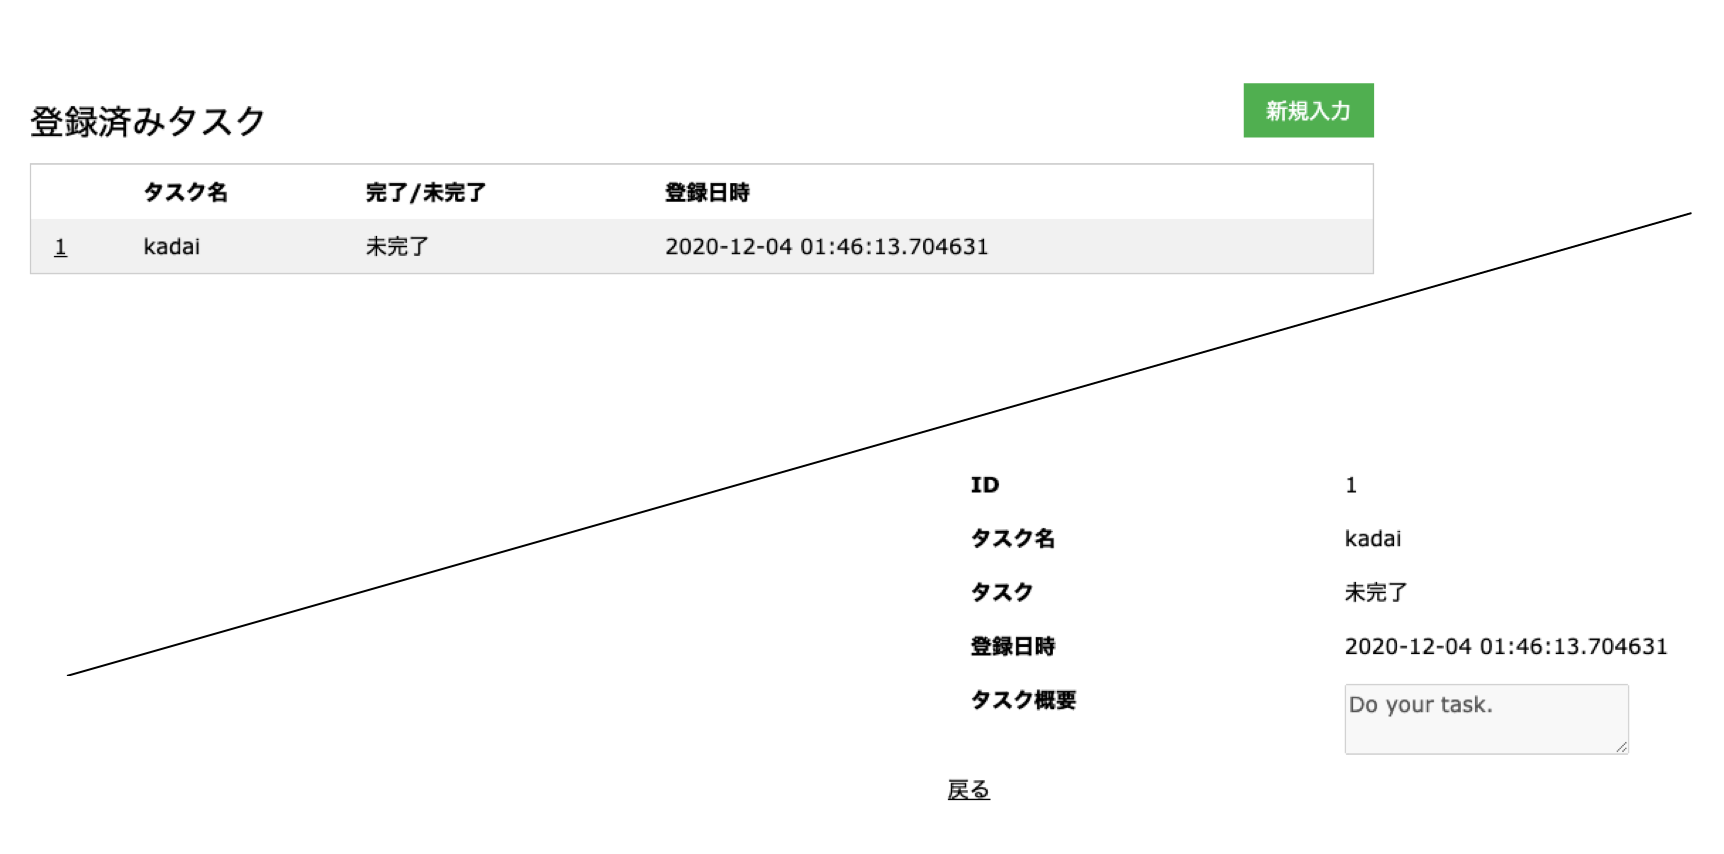 登録済みタスク
新規入力
タスク名 完了/未完了 登録日時
1 kadai 未完了 2020-12-04 01:46:13.704631
ID 1
タスク名 kadai
タスク 未完了
登録日時 2020-12-04 01:46:13.704631
タスク概要 Do your task.
戻る